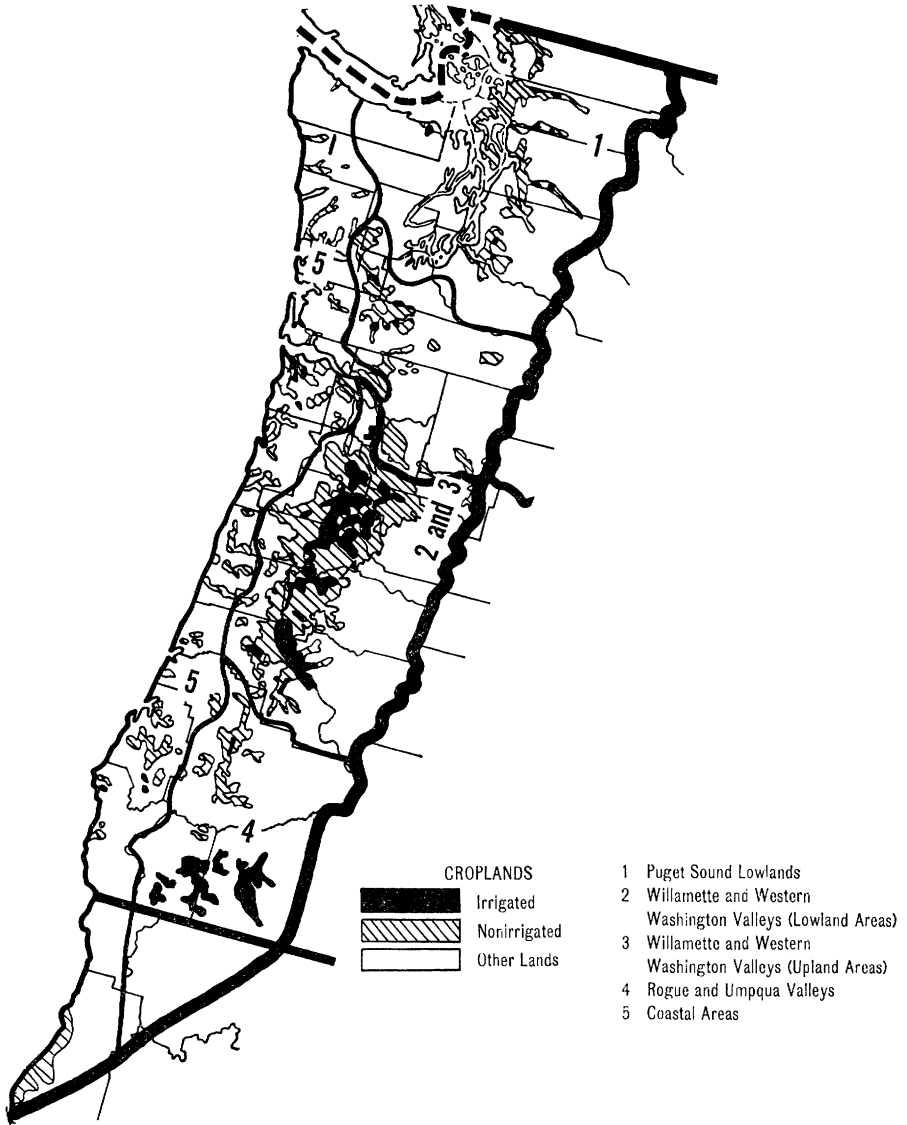 1
5
2 and 3
5
4
CROPLANDS
Irrigated
Nonirrigated
Other Lands
1 Puget Sound Lowlands
2 Willamette and Western
Washington Valleys (Lowland Areas)
3 Willamette and Western
Washington Valleys (Upland Areas)
4 Rogue and Umpqua Valleys
5 Coastal Areas